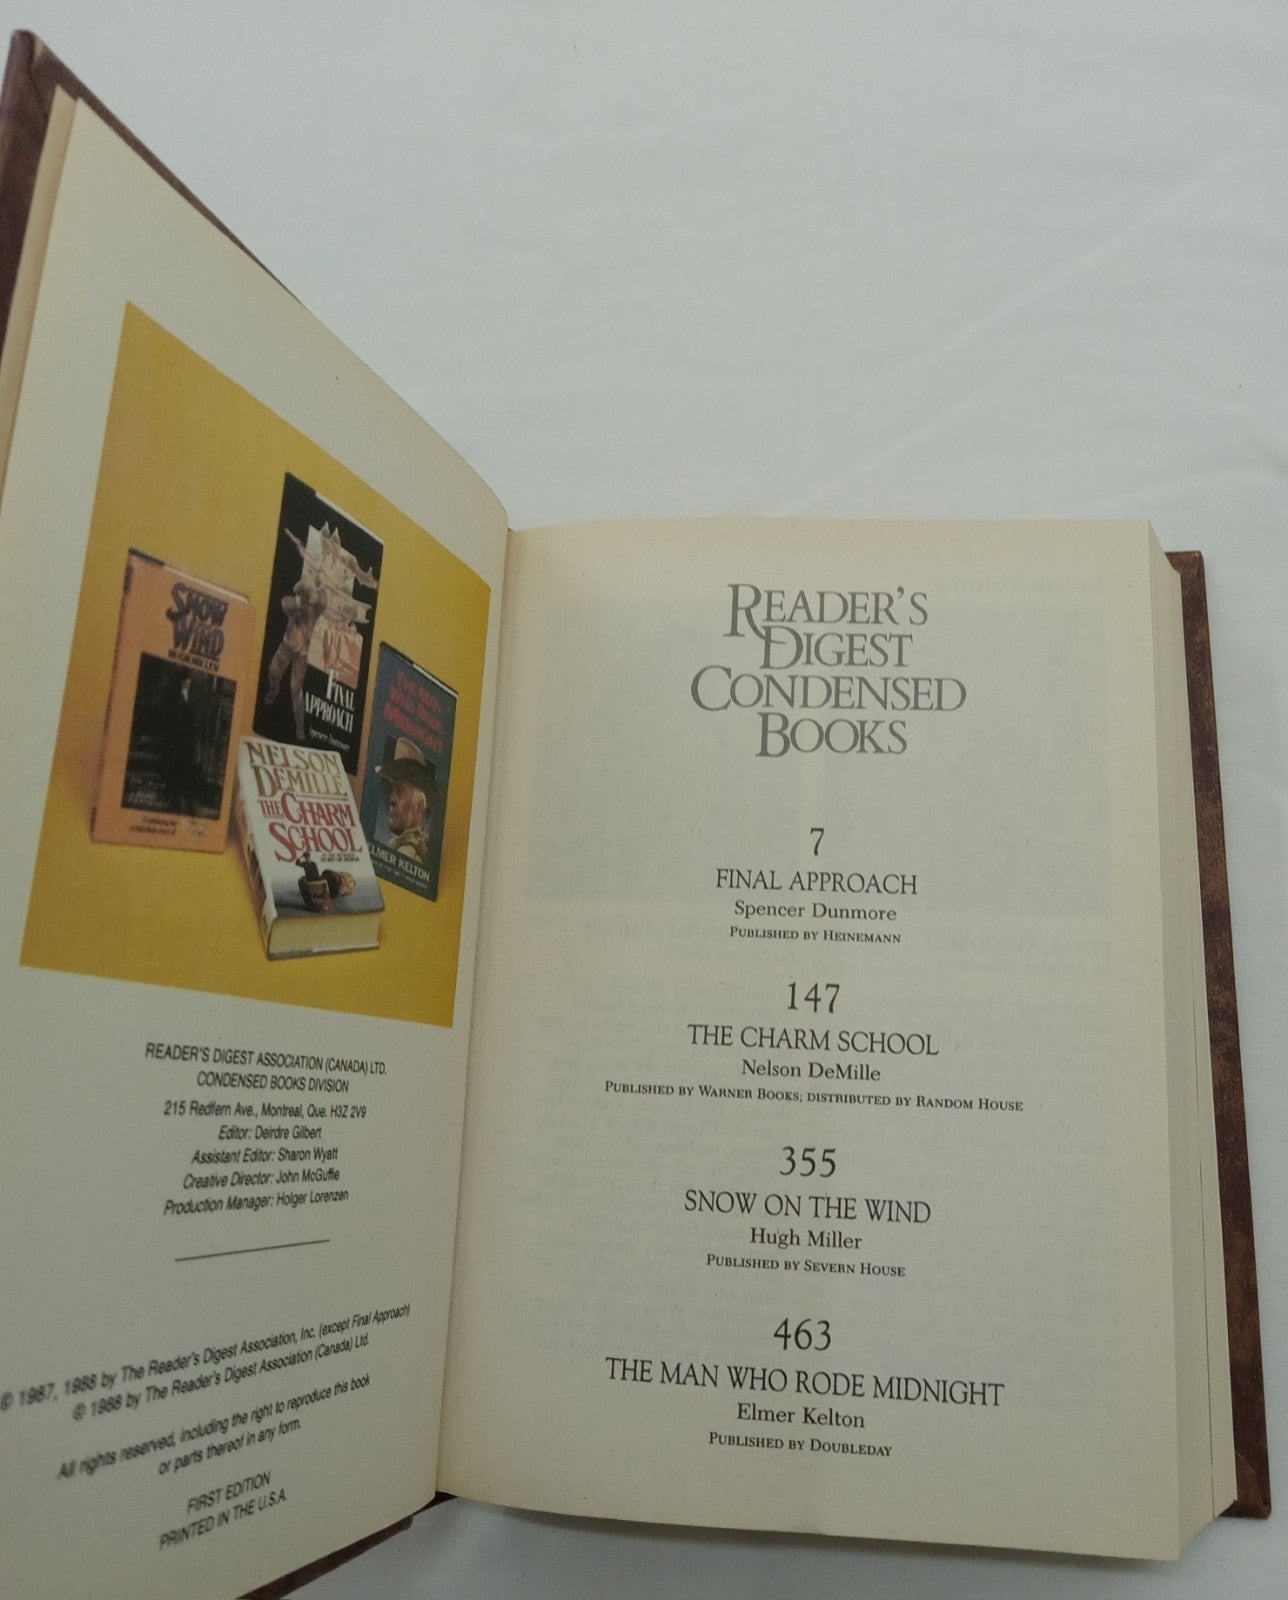 SNOW
WIND
HUGH MILLER
FINAL
APPROACH
Spencer Dunmore
NELSON
DEMILLE
THE CHARM
SCHOOL
ELMER KELTON
READER'S DIGEST ASSOCIATION (CANADA) LTD.
CONDENSED BOOKS DIVISION
215 Redfern Ave., Montreal, Que. H3Z 2V9
Editor: Deirdre Gilbert
Assistant Editor: Sharon Wyatt
Creative Director: John McGuffie
Production Manager: Holger Lorenzen
© 1987, 1988 by The Reader's Digest Association, Inc. (except Final Approach)
© 1988 by The Reader's Digest Association (Canada) Ltd.
All rights reserved, including the right to reproduce this book
or parts thereof in any form.
FIRST EDITION
PRINTED IN THE U.S.A.
READER'S
DIGEST
CONDENSED
BOOKS
7
FINAL APPROACH
Spencer Dunmore
PUBLISHED BY HEINEMANN
147
THE CHARM SCHOOL
Nelson DeMille
PUBLISHED BY WARNER BOOKS; DISTRIBUTED BY RANDOM HOUSE
355
SNOW ON THE WIND
Hugh Miller
PUBLISHED BY SEVERN HOUSE
463
THE MAN WHO RODE MIDNIGHT
Elmer Kelton
PUBLISHED BY DOUBLEDAY